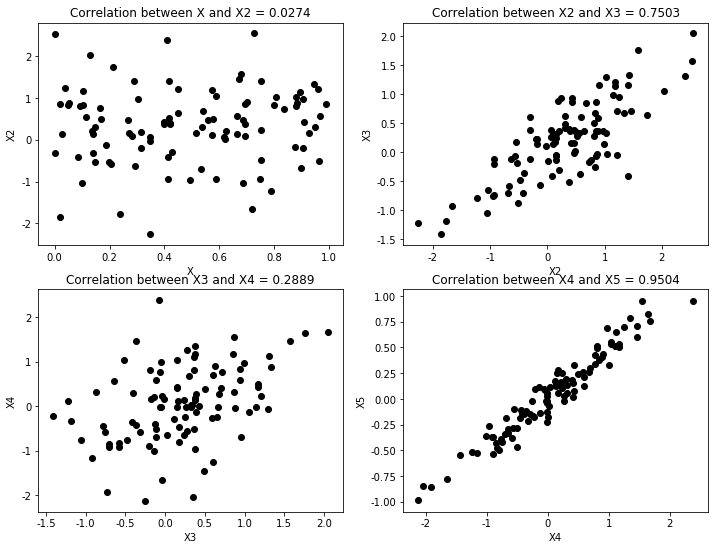 Correlation between X and X2 = 0.0274
2
1
0
-1
-2
X2
0.0 0.2 0.4 0.6 0.8 1.0
X
Correlation between X2 and X3 = 0.7503
2.0
1.5
1.0
0.5
0.0
-0.5
-1.0
-1.5
X3
-2 -1 0 1 2
X2
Correlation between X3 and X4 = 0.2889
2
1
0
-1
-2
X4
-1.5 -1.0 -0.5 0.0 0.5 1.0 1.5 2.0
X3
Correlation between X4 and X5 = 0.9504
1.00
0.75
0.50
0.25
0.00
-0.25
-0.50
-0.75
-1.00
X5
-2 -1 0 1 2
X4